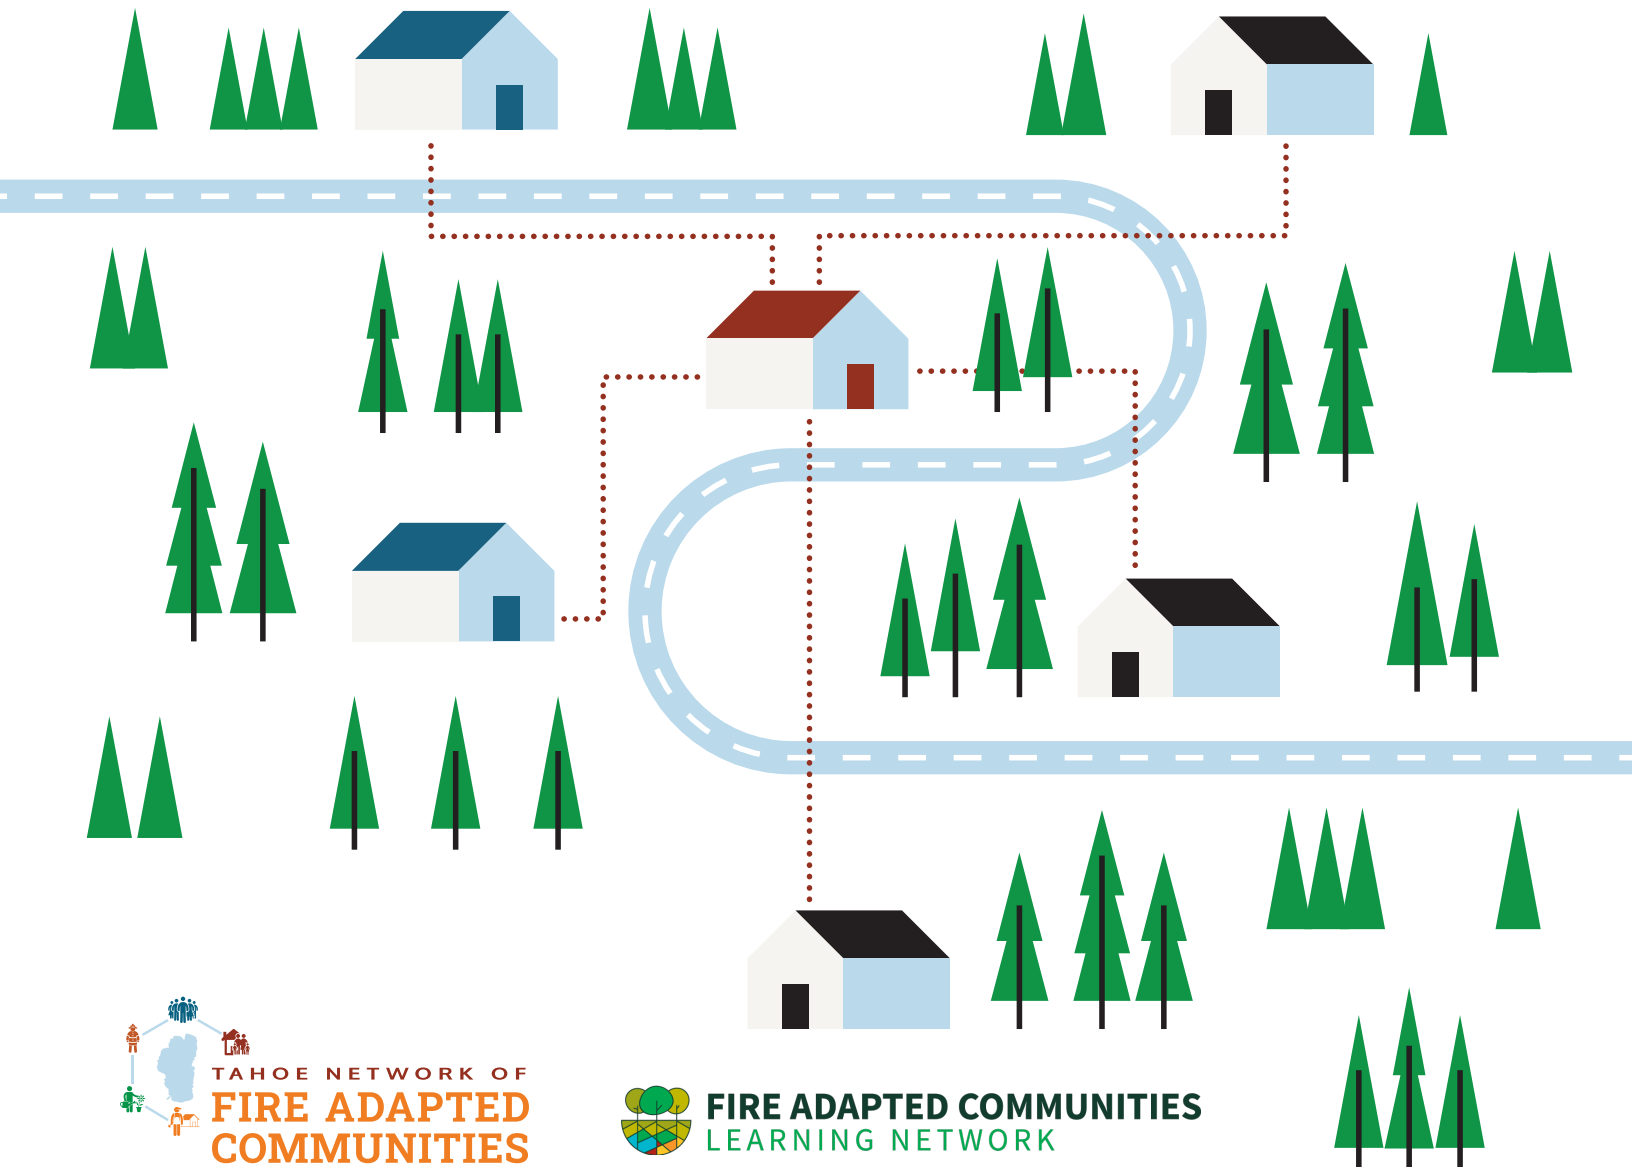 TAHOE NETWORK OF
FIRE ADAPTED
COMMUNITIES
FIRE ADAPTED COMMUNITIES
LEARNING NETWORK